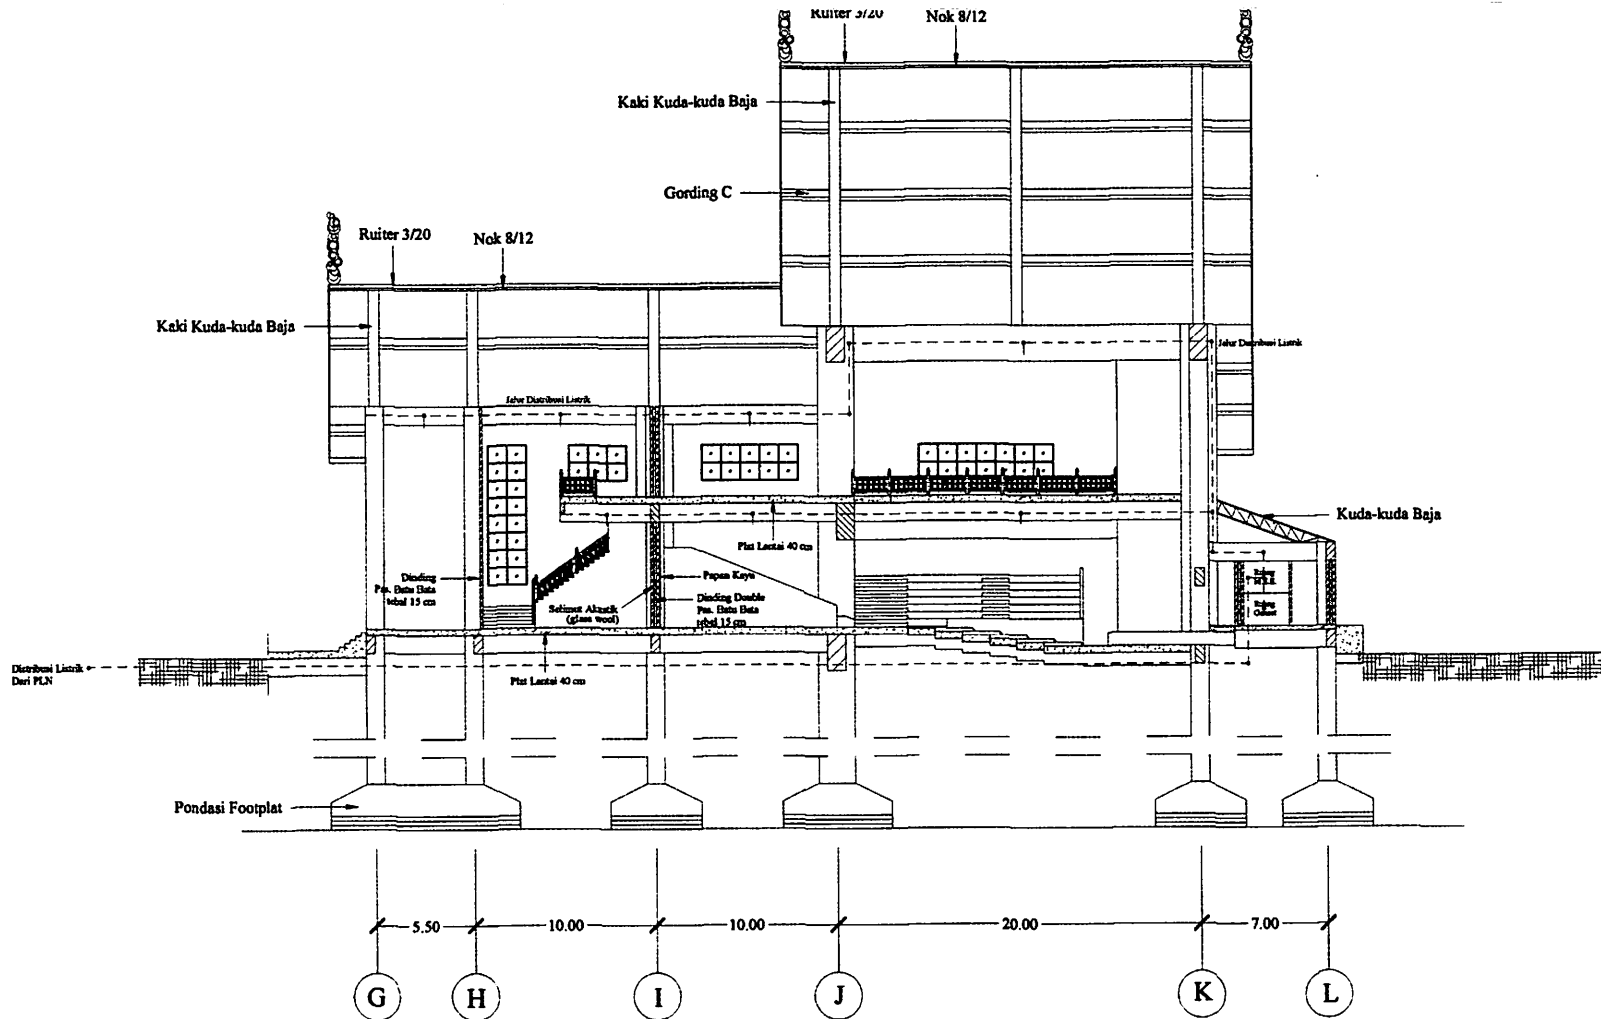 Ruiter 3/20
Nok 8/12
Kaki Kuda-kuda Baja
Gording C
Ruiter 3/20
Nok 8/12
Kaki Kuda-kuda Baja
Jalur Distribusi Listrik
Jalur Distribusi Listrik
Kuda-kuda Baja
Plat Lantai 40 cm
Dinding
Pas. Batu Bata
tebal 15 cm
Papan Kayu
Selimut Akustik
(glass wool)
Dinding Double
Pas. Batu Bata
tebal 15 cm
Ruang
M.E.E.
Ruang
Distribusi Listrik
Dari PLN
Plat Lantai 40 cm
Pondasi Footplat
5.50
10.00
10.00
20.00
7.00
G
H
I
J
K
L